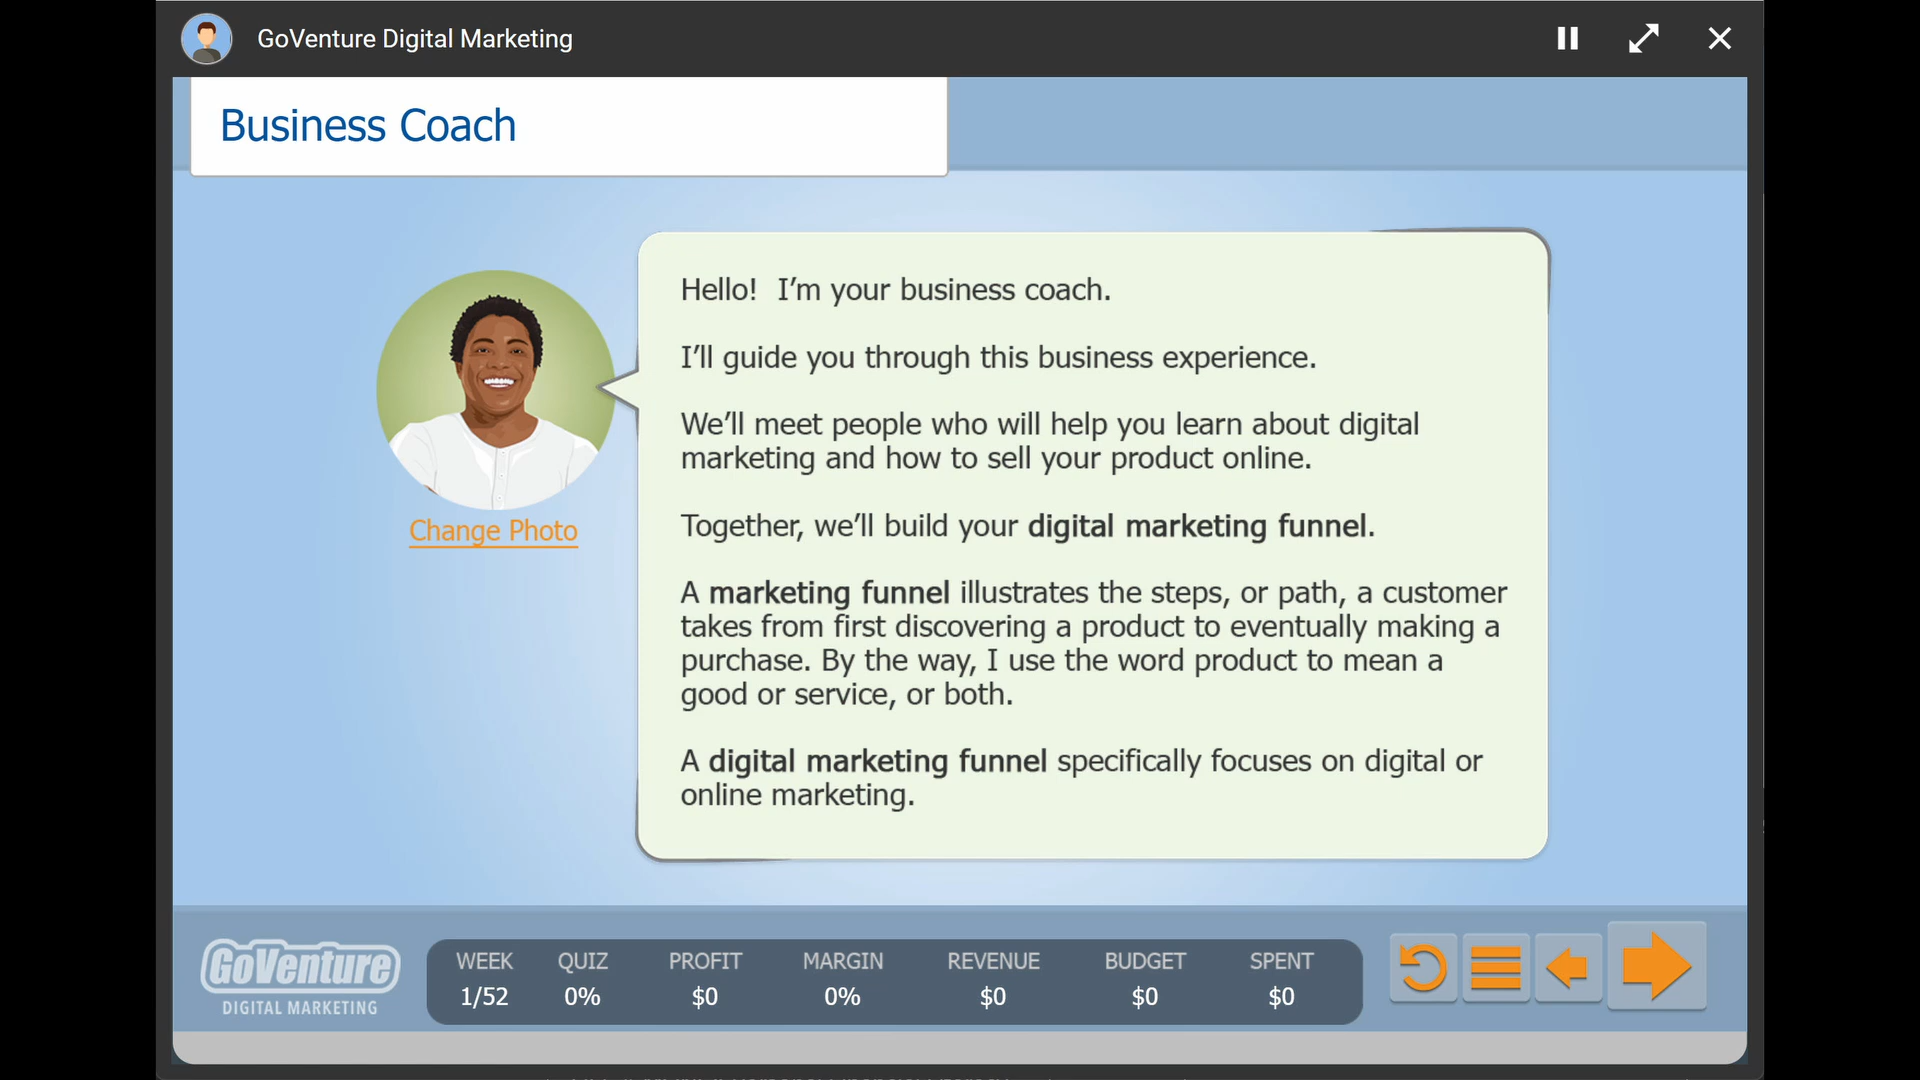 GoVenture Digital Marketing
Business Coach
Hello!  I’m your business coach.
I’ll guide you through this business experience.
We’ll meet people who will help you learn about digital
marketing and how to sell your product online.
Together, we’ll build your digital marketing funnel.
A marketing funnel illustrates the steps, or path, a customer
takes from first discovering a product to eventually making a
purchase. By the way, I use the word product to mean a
good or service, or both.
A digital marketing funnel specifically focuses on digital or
online marketing.
Change Photo
GoVenture
DIGITAL MARKETING
WEEK QUIZ PROFIT MARGIN REVENUE BUDGET SPENT
1/52 0% $0 0% $0 $0 $0